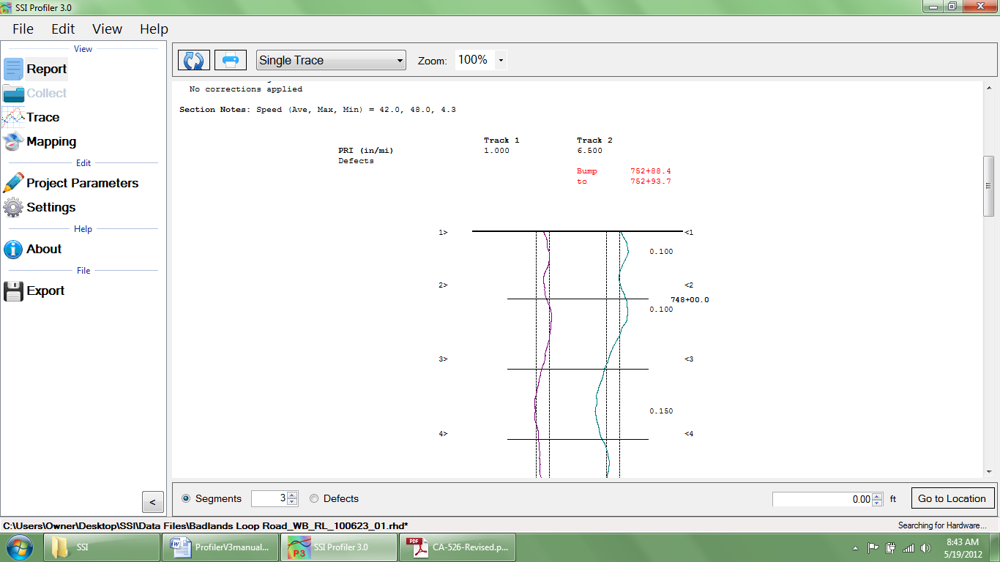 SSI Profiler 3.0
File Edit View Help
View
Report
Collect
Trace
Mapping
Edit
Project Parameters
Settings
Help
About
File
Export
<
Single Trace
Zoom: 100%
No corrections applied
Section Notes: Speed (Ave, Max, Min) = 42.0, 48.0, 4.3
Track 1 Track 2
PRI (in/mi) 1.000 6.500
Defects
Bump 752+88.4
to 752+93.7
1> <1
0.100
2> <2
748+00.0
0.100
3> <3
0.150
4> <4
Segments 3 Defects 0.00 ft Go to Location
C:\Users\Owner\Desktop\SSI\Data Files\Badlands Loop Road_WB_RL_100623_01.rhd* Searching for Hardware...
SSI ProfilerV3manual... P3 SSI Profiler 3.0 PDF CA-526-Revised.p... 8:43 AM
5/19/2012